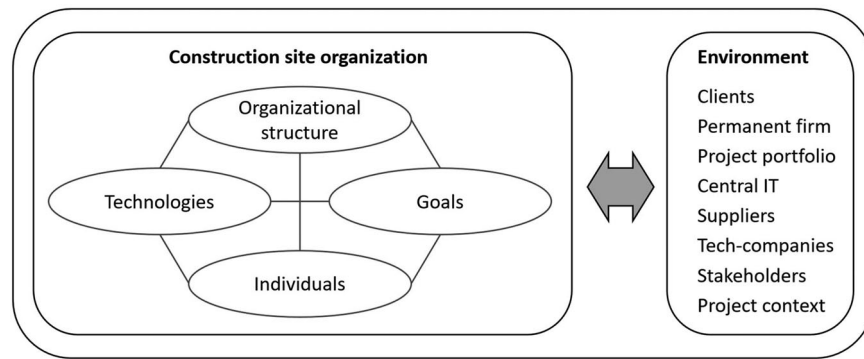 Construction site organization
Organizational
structure
Technologies
Goals
Individuals
Environment
Clients
Permanent firm
Project portfolio
Central IT
Suppliers
Tech-companies
Stakeholders
Project context